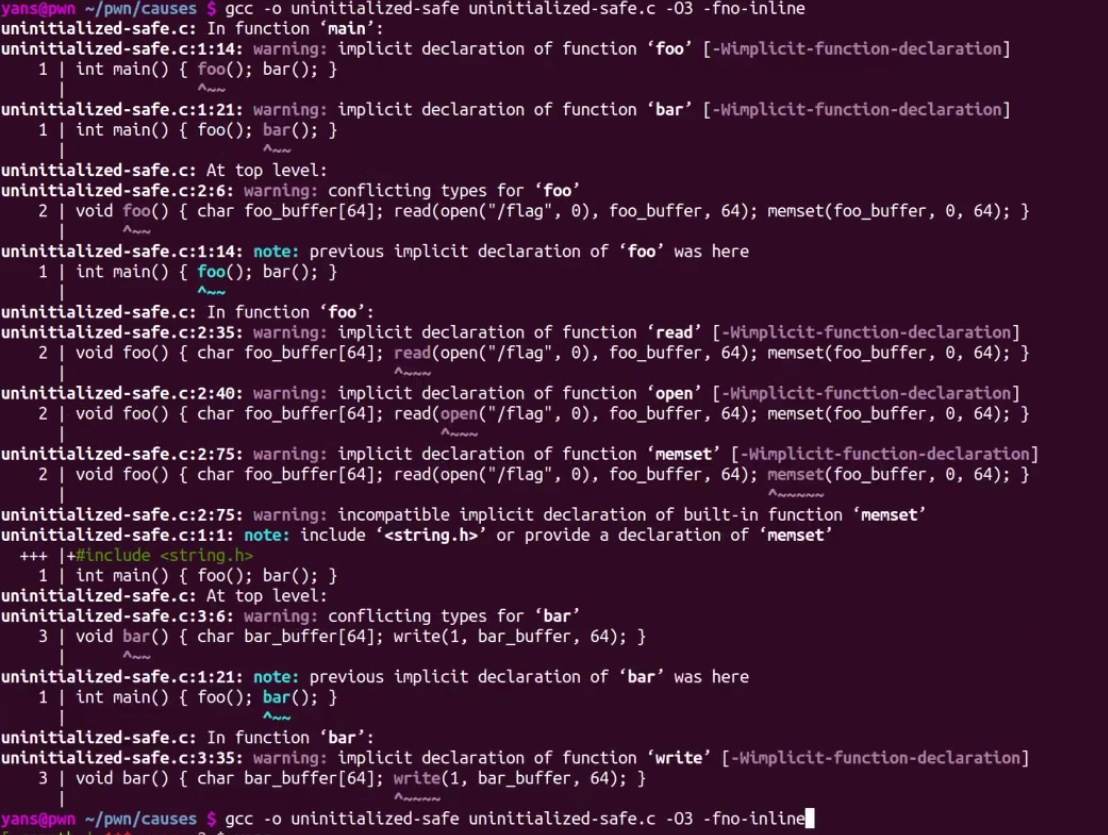 yans@pwn ~/pwn/causes $ gcc -o uninitialized-safe uninitialized-safe.c -O3 -fno-inline
uninitialized-safe.c: In function ‘main’:
uninitialized-safe.c:1:14: warning: implicit declaration of function ‘foo’ [-Wimplicit-function-declaration]
    1 | int main() { foo(); bar(); }
      |              ^~~
uninitialized-safe.c:1:21: warning: implicit declaration of function ‘bar’ [-Wimplicit-function-declaration]
    1 | int main() { foo(); bar(); }
      |                     ^~~
uninitialized-safe.c: At top level:
uninitialized-safe.c:2:6: warning: conflicting types for ‘foo’
    2 | void foo() { char foo_buffer[64]; read(open("/flag", 0), foo_buffer, 64); memset(foo_buffer, 0, 64); }
      |      ^~~
uninitialized-safe.c:1:14: note: previous implicit declaration of ‘foo’ was here
    1 | int main() { foo(); bar(); }
      |              ^~~
uninitialized-safe.c: In function ‘foo’:
uninitialized-safe.c:2:35: warning: implicit declaration of function ‘read’ [-Wimplicit-function-declaration]
    2 | void foo() { char foo_buffer[64]; read(open("/flag", 0), foo_buffer, 64); memset(foo_buffer, 0, 64); }
      |                                   ^~~~
uninitialized-safe.c:2:40: warning: implicit declaration of function ‘open’ [-Wimplicit-function-declaration]
    2 | void foo() { char foo_buffer[64]; read(open("/flag", 0), foo_buffer, 64); memset(foo_buffer, 0, 64); }
      |                                        ^~~~
uninitialized-safe.c:2:75: warning: implicit declaration of function ‘memset’ [-Wimplicit-function-declaration]
    2 | void foo() { char foo_buffer[64]; read(open("/flag", 0), foo_buffer, 64); memset(foo_buffer, 0, 64); }
      |                                                                           ^~~~~~
uninitialized-safe.c:2:75: warning: incompatible implicit declaration of built-in function ‘memset’
uninitialized-safe.c:1:1: note: include ‘<string.h>’ or provide a declaration of ‘memset’
  +++ |+#include <string.h>
    1 | int main() { foo(); bar(); }
uninitialized-safe.c: At top level:
uninitialized-safe.c:3:6: warning: conflicting types for ‘bar’
    3 | void bar() { char bar_buffer[64]; write(1, bar_buffer, 64); }
      |      ^~~
uninitialized-safe.c:1:21: note: previous implicit declaration of ‘bar’ was here
    1 | int main() { foo(); bar(); }
      |                     ^~~
uninitialized-safe.c: In function ‘bar’:
uninitialized-safe.c:3:35: warning: implicit declaration of function ‘write’ [-Wimplicit-function-declaration]
    3 | void bar() { char bar_buffer[64]; write(1, bar_buffer, 64); }
      |                                   ^~~~~
yans@pwn ~/pwn/causes $ gcc -o uninitialized-safe uninitialized-safe.c -O3 -fno-inline